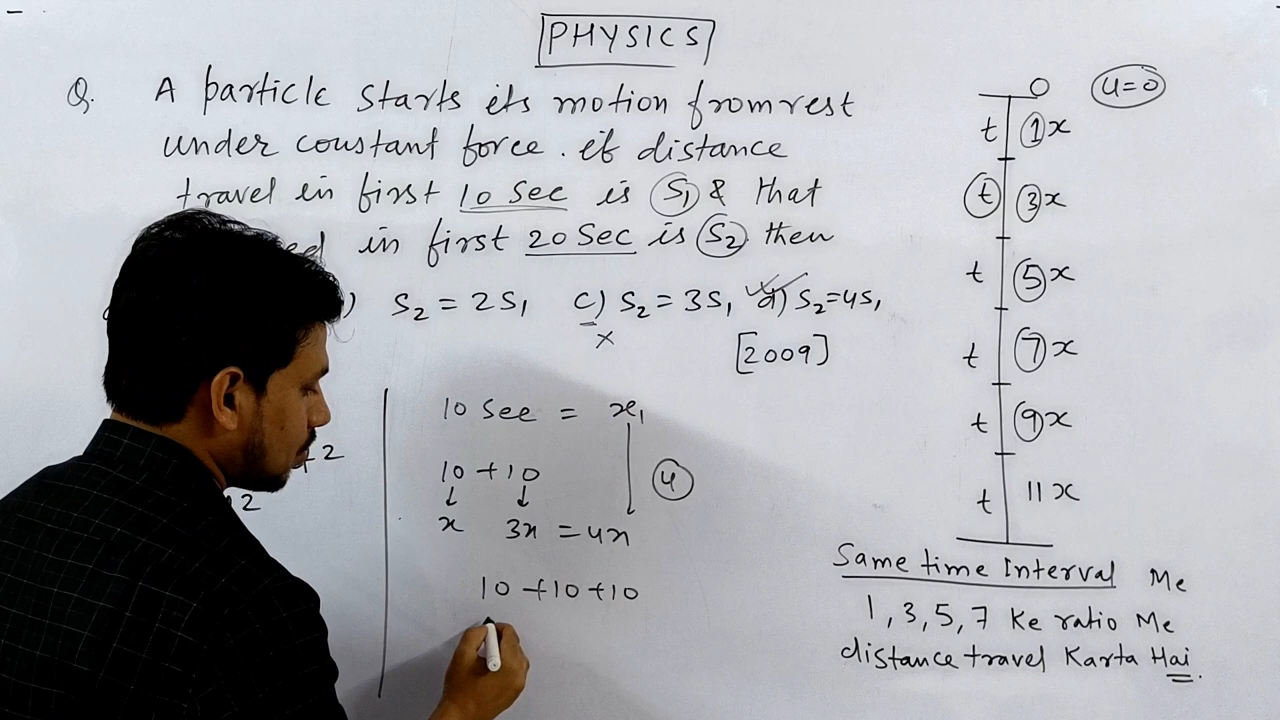 PHYSICS
Q. A particle starts its motion from rest
under constant force. if distance
travel in first 10 Sec is S₁ & that
in first 20 Sec is S₂ then
) S₂ = 2S₁ c) S₂ = 3S₁ d) S₂=4S₁
×
[2009]
10 Sec = x₁
10 + 10
↓ ↓
x 3x = 4x
4
10 + 10 + 10
+2
2
0 u=0
t 1x
t 3x
t 5x
t 7x
t 9x
t 11x
Same time Interval Me
1, 3, 5, 7 Ke ratio Me
distance travel Karta Hai.